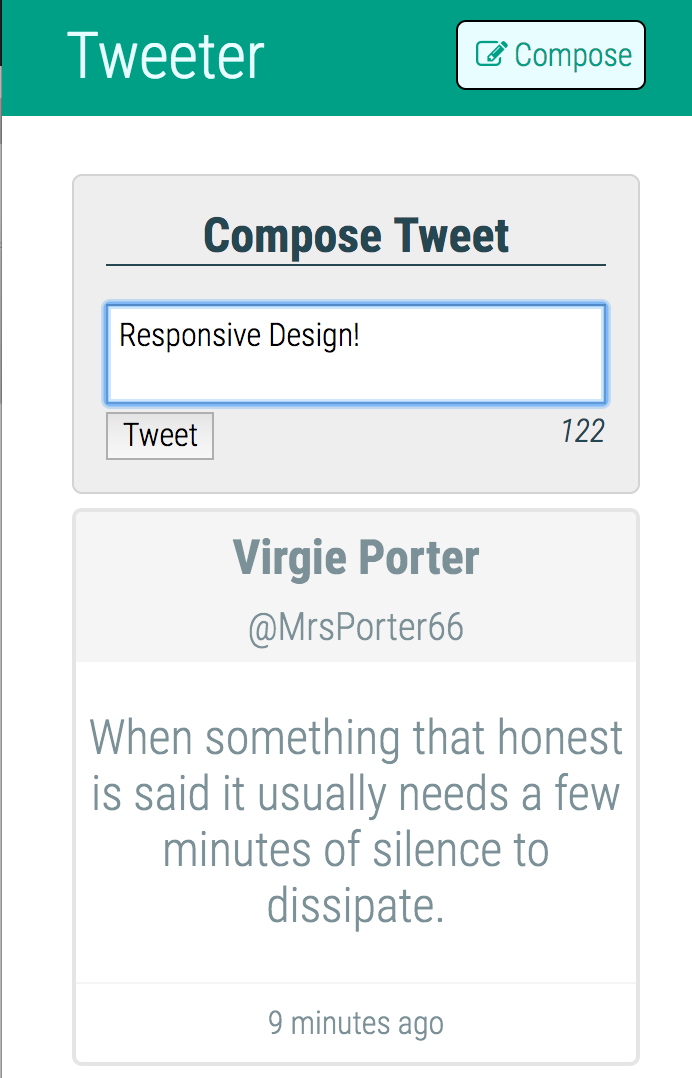 Tweeter
Compose
Compose Tweet
Responsive Design!
Tweet
122
Virgie Porter
@MrsPorter66
When something that honest
is said it usually needs a few
minutes of silence to
dissipate.
9 minutes ago